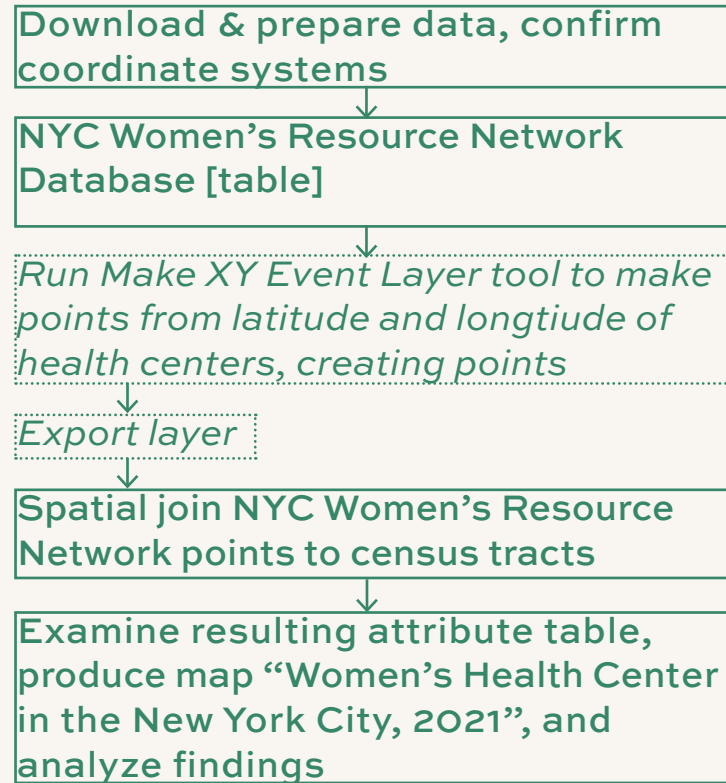 Download & prepare data, confirm
coordinate systems
NYC Women’s Resource Network
Database [table]
Run Make XY Event Layer tool to make
points from latitude and longtiude of
health centers, creating points
Export layer
Spatial join NYC Women’s Resource
Network points to census tracts
Examine resulting attribute table,
produce map “Women’s Health Center
in the New York City, 2021”, and
analyze findings